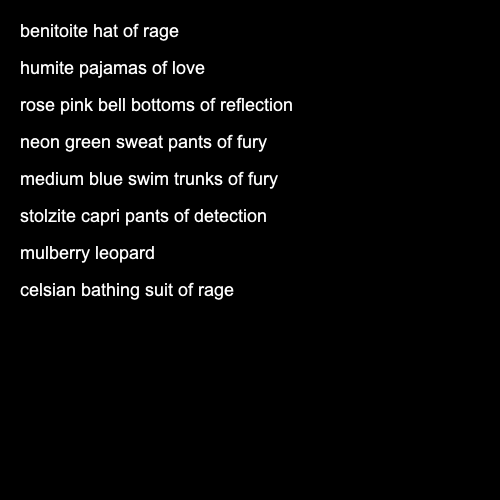 benitoite hat of rage
humite pajamas of love
rose pink bell bottoms of reflection
neon green sweat pants of fury
medium blue swim trunks of fury
stolzite capri pants of detection
mulberry leopard
celsian bathing suit of rage